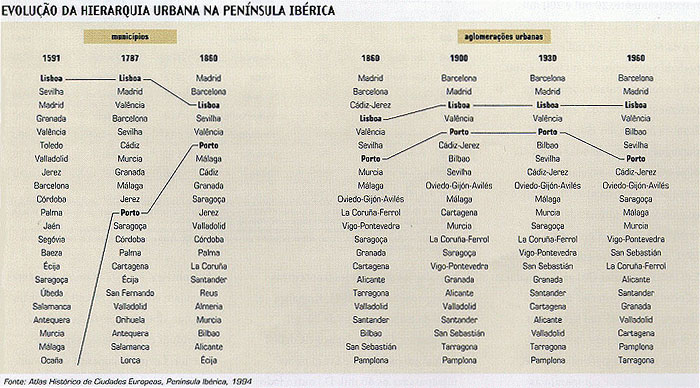 EVOLUÇÃO DA HIERARQUIA URBANA NA PENÍNSULA IBÉRICA
municípios aglomerações urbanas
1591 1787 1860 1860 1900 1930 1960
Lisboa Lisboa Madrid Madrid Barcelona Barcelona Madrid
Sevilha Madrid Barcelona Barcelona Madrid Madrid Barcelona
Madrid Valência Lisboa Cádiz-Jerez Lisboa Lisboa Lisboa
Granada Barcelona Sevilha Lisboa Valência Valência Valência
Valência Sevilha Valência Valência Porto Porto Bilbao
Toledo Cádiz Porto Sevilha Cádiz-Jerez Bilbao Sevilha
Valladolid Murcia Málaga Porto Bilbao Sevilha Porto
Jerez Granada Cádiz Murcia Sevilha Cádiz-Jerez Cádiz-Jerez
Barcelona Málaga Granada Málaga Oviedo-Gijón-Avilés Oviedo-Gijón-Avilés Oviedo-Gijón-Avilés
Córdoba Jerez Saragoça Oviedo-Gijón-Avilés Málaga Málaga Saragoça
Palma Porto Jerez La Coruña-Ferrol Cartagena Murcia Málaga
Jaén Saragoça Valladolid Vigo-Pontevedra Murcia Saragoça Murcia
Segóvia Córdoba Córdoba Saragoça La Coruña-Ferrol La Coruña-Ferrol Vigo-Pontevedra
Baeza Palma Palma Granada Saragoça Vigo-Pontevedra San Sebastián
Écija Cartagena La Coruña Cartagena Vigo-Pontevedra San Sebastián La Coruña-Ferrol
Saragoça Écija Santander Alicante Granada Granada Granada
Úbeda San Fernando Reus Tarragona Alicante Santander Alicante
Salamanca Valladolid Almeria Valladolid Santander Cartagena Santander
Antequera Orihuela Murcia Santander Valladolid Alicante Valladolid
Murcia Antequera Bilbao Bilbao San Sebastián Valladolid Cartagena
Málaga Salamanca Alicante San Sebastián Tarragona Tarragona Tarragona
Ocaña Lorca Écija Pamplona Pamplona Pamplona Pamplona
Fonte: Atlas Histórico de Ciudades Europeas, Península Ibérica, 1994